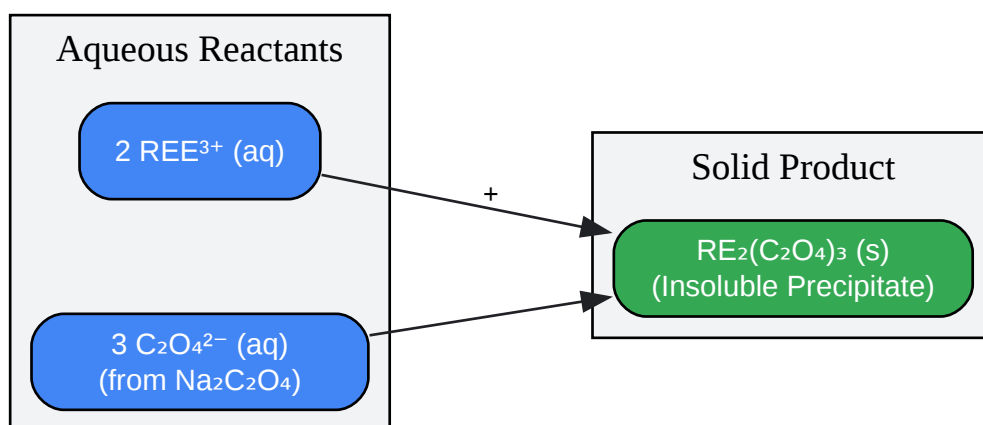 Aqueous Reactants
2 REE³⁺ (aq)
+
Solid Product
RE₂(C₂O₄)₃ (s)
(Insoluble Precipitate)
3 C₂O₄²⁻ (aq)
(from Na₂C₂O₄)